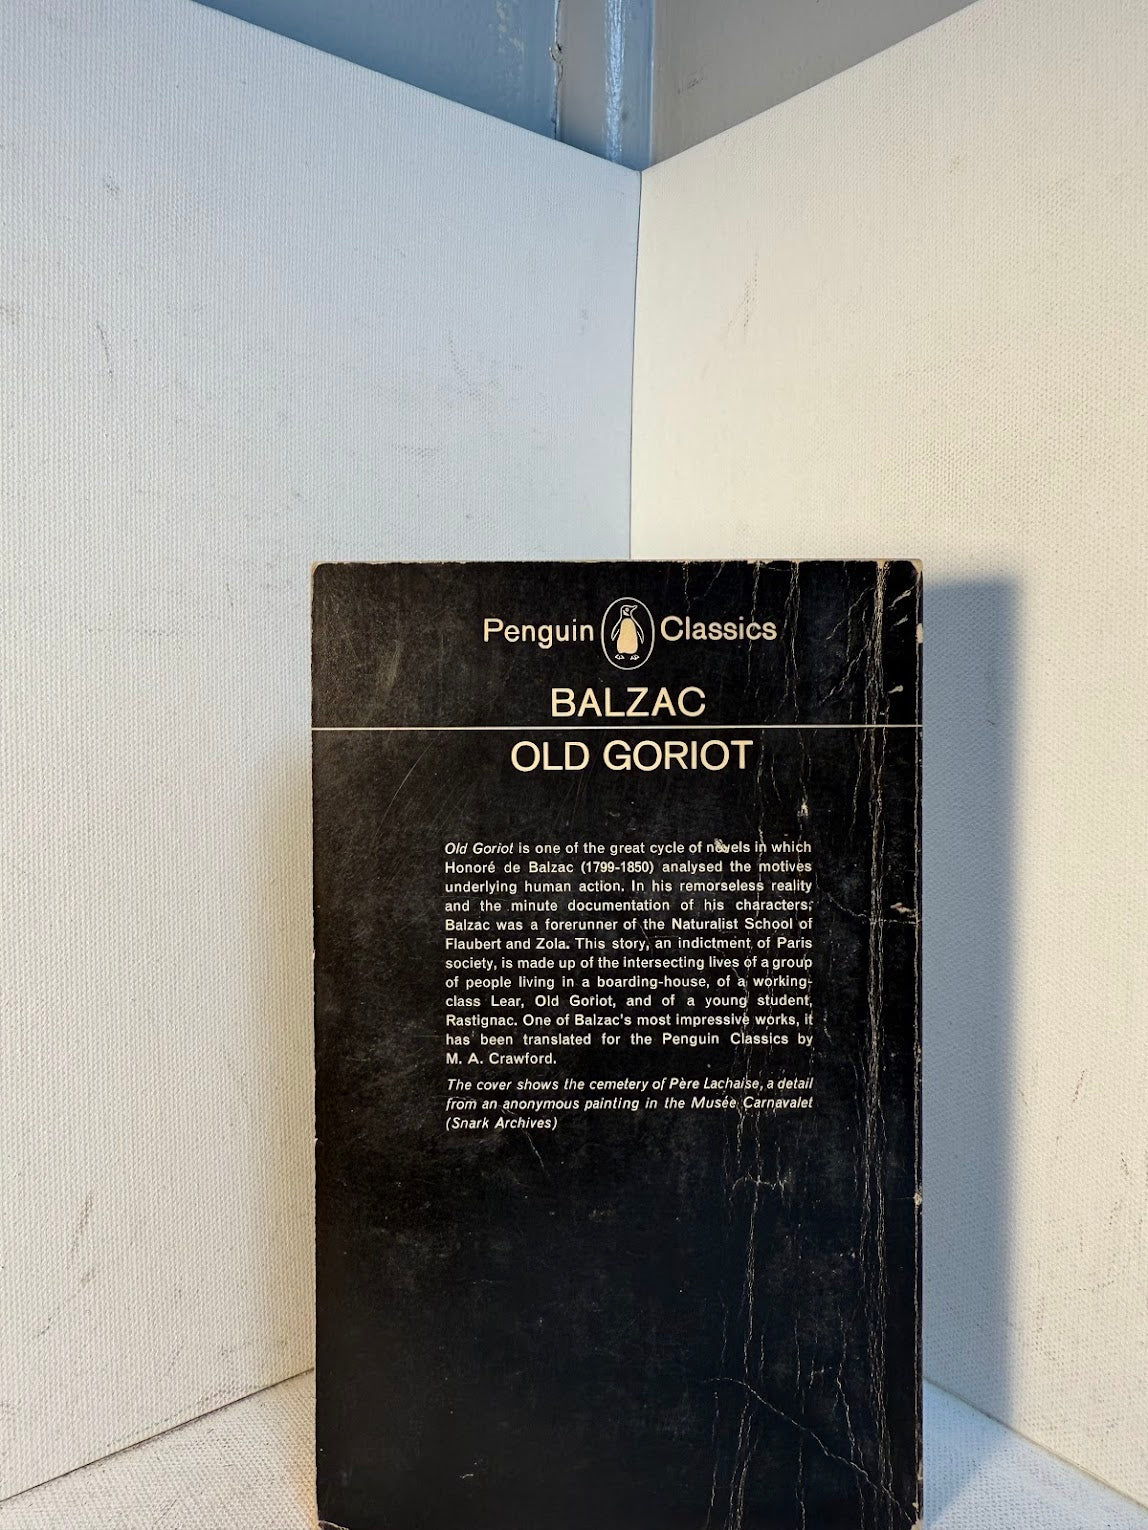 Penguin Classics
BALZAC
OLD GORIOT
Old Goriot is one of the great cycle of novels in which
Honoré de Balzac (1799-1850) analysed the motives
underlying human action. In his remorseless reality
and the minute documentation of his characters,
Balzac was a forerunner of the Naturalist School of
Flaubert and Zola. This story, an indictment of Paris
society, is made up of the intersecting lives of a group
of people living in a boarding-house, of a working-
class Lear, Old Goriot, and of a young student,
Rastignac. One of Balzac's most impressive works, it
has been translated for the Penguin Classics by
M. A. Crawford.
The cover shows the cemetery of Père Lachaise, a detail
from an anonymous painting in the Musée Carnavalet
(Snark Archives)